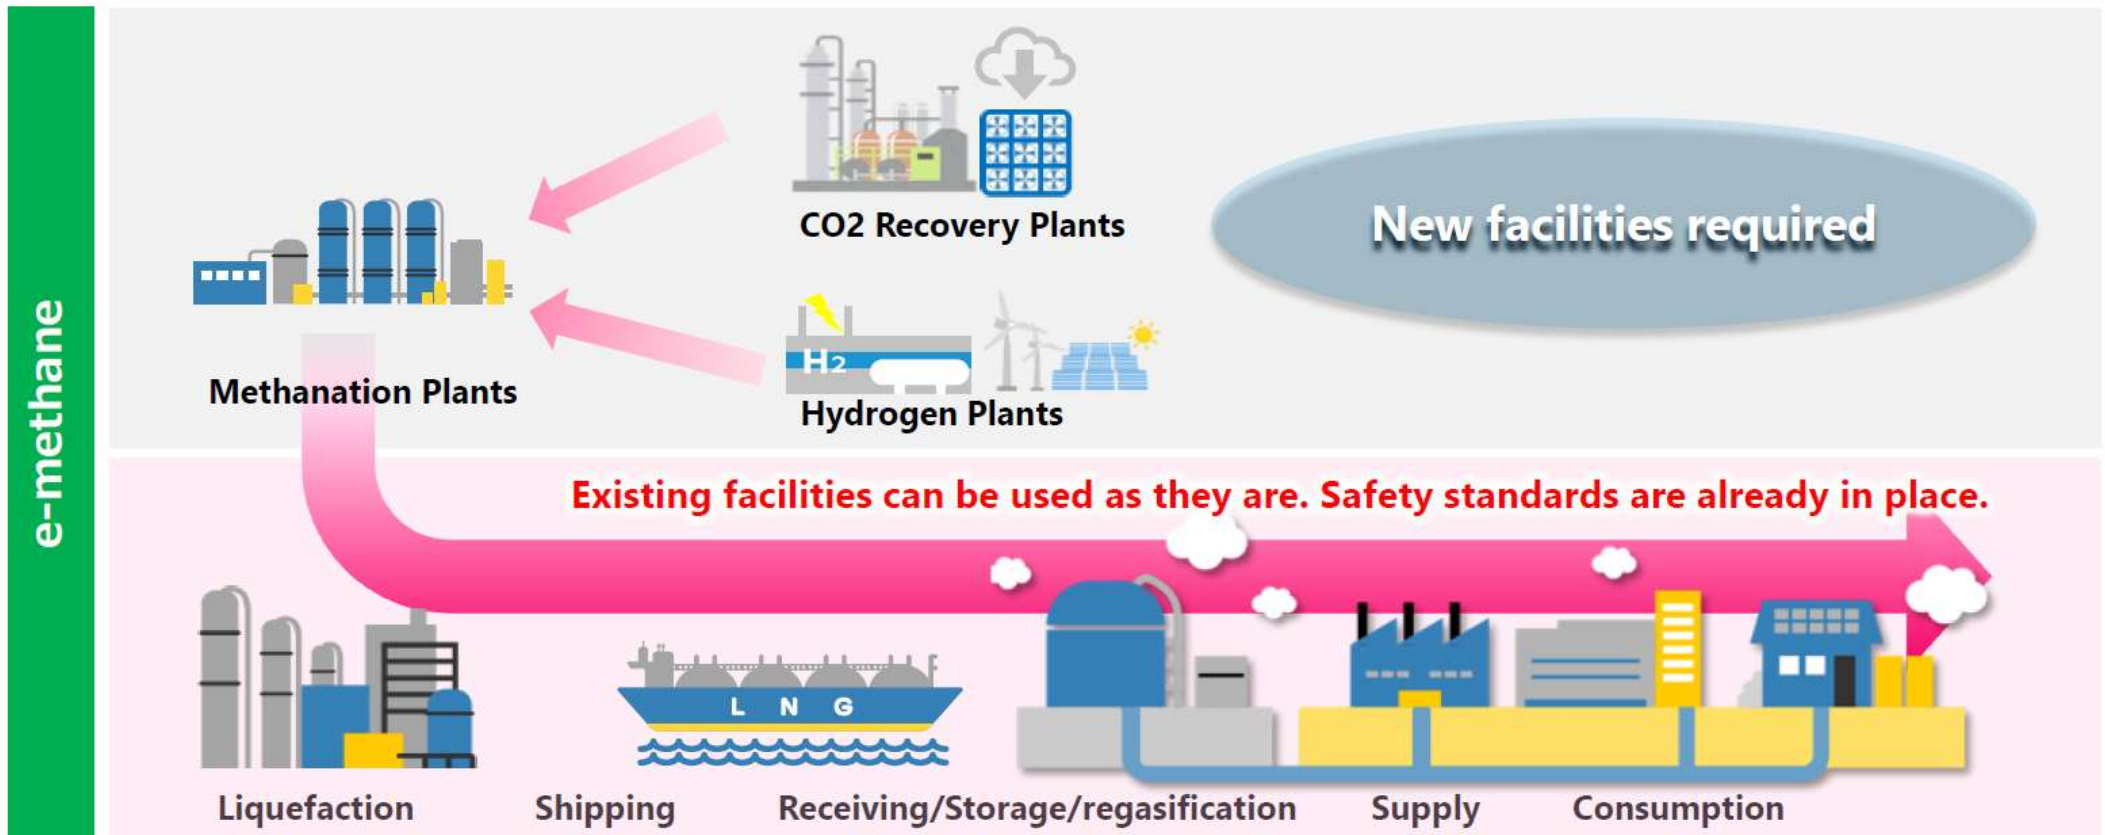 e-methane
CO2 Recovery Plants
New facilities required
H2
Methanation Plants
Hydrogen Plants
Existing facilities can be used as they are. Safety standards are already in place.
L N G
Liquefaction
Shipping
Receiving/Storage/regasification
Supply
Consumption